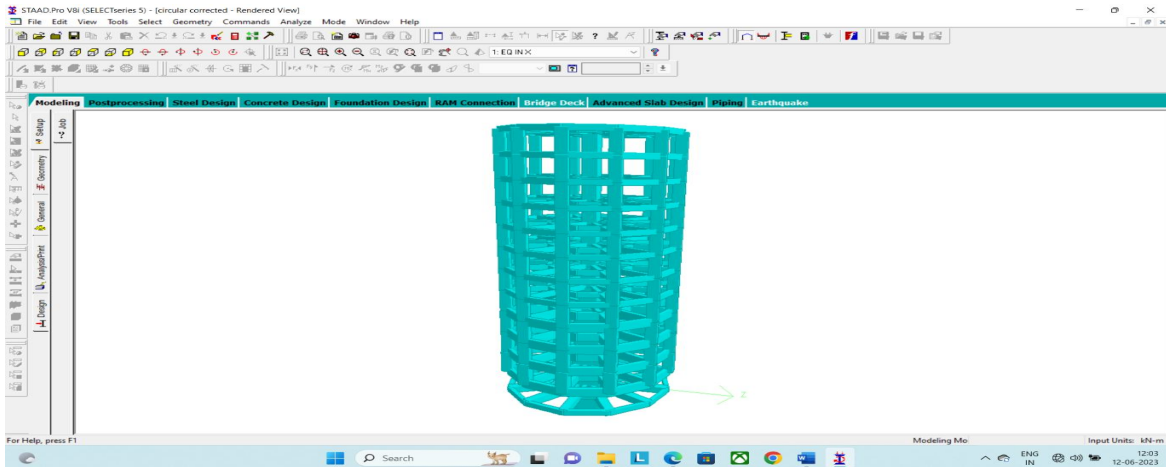 STAAD.Pro V8i (SELECTseries 5) - [circular corrected - Rendered View]
File Edit View Tools Select Geometry Commands Analyze Mode Window Help
1: EQ IN X
Modeling Postprocessing Steel Design Concrete Design Foundation Design RAM Connection Bridge Deck Advanced Slab Design Piping Earthquake
Setup
Job
Geometry
General
Analysis/Print
Design
Z
For Help, press F1
Modeling Mo
Input Units: kN-m
Search
ENG
IN
12:03
12-06-2023